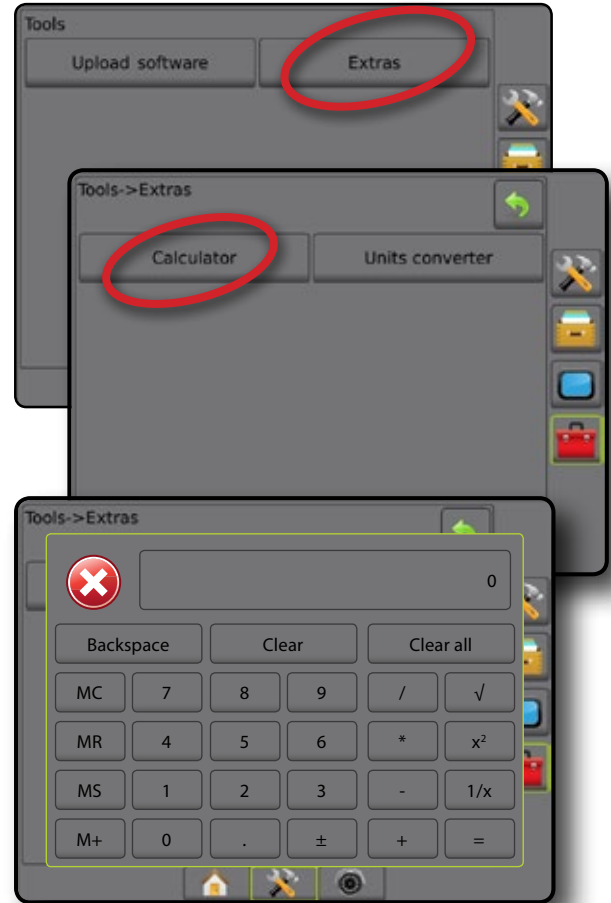 Tools
Upload software Extras
Tools->Extras
Calculator Units converter
Tools->Extras
0
Backspace Clear Clear all
MC 7 8 9 / √
MR 4 5 6 * x²
MS 1 2 3 - 1/x
M+ 0 . ± + =